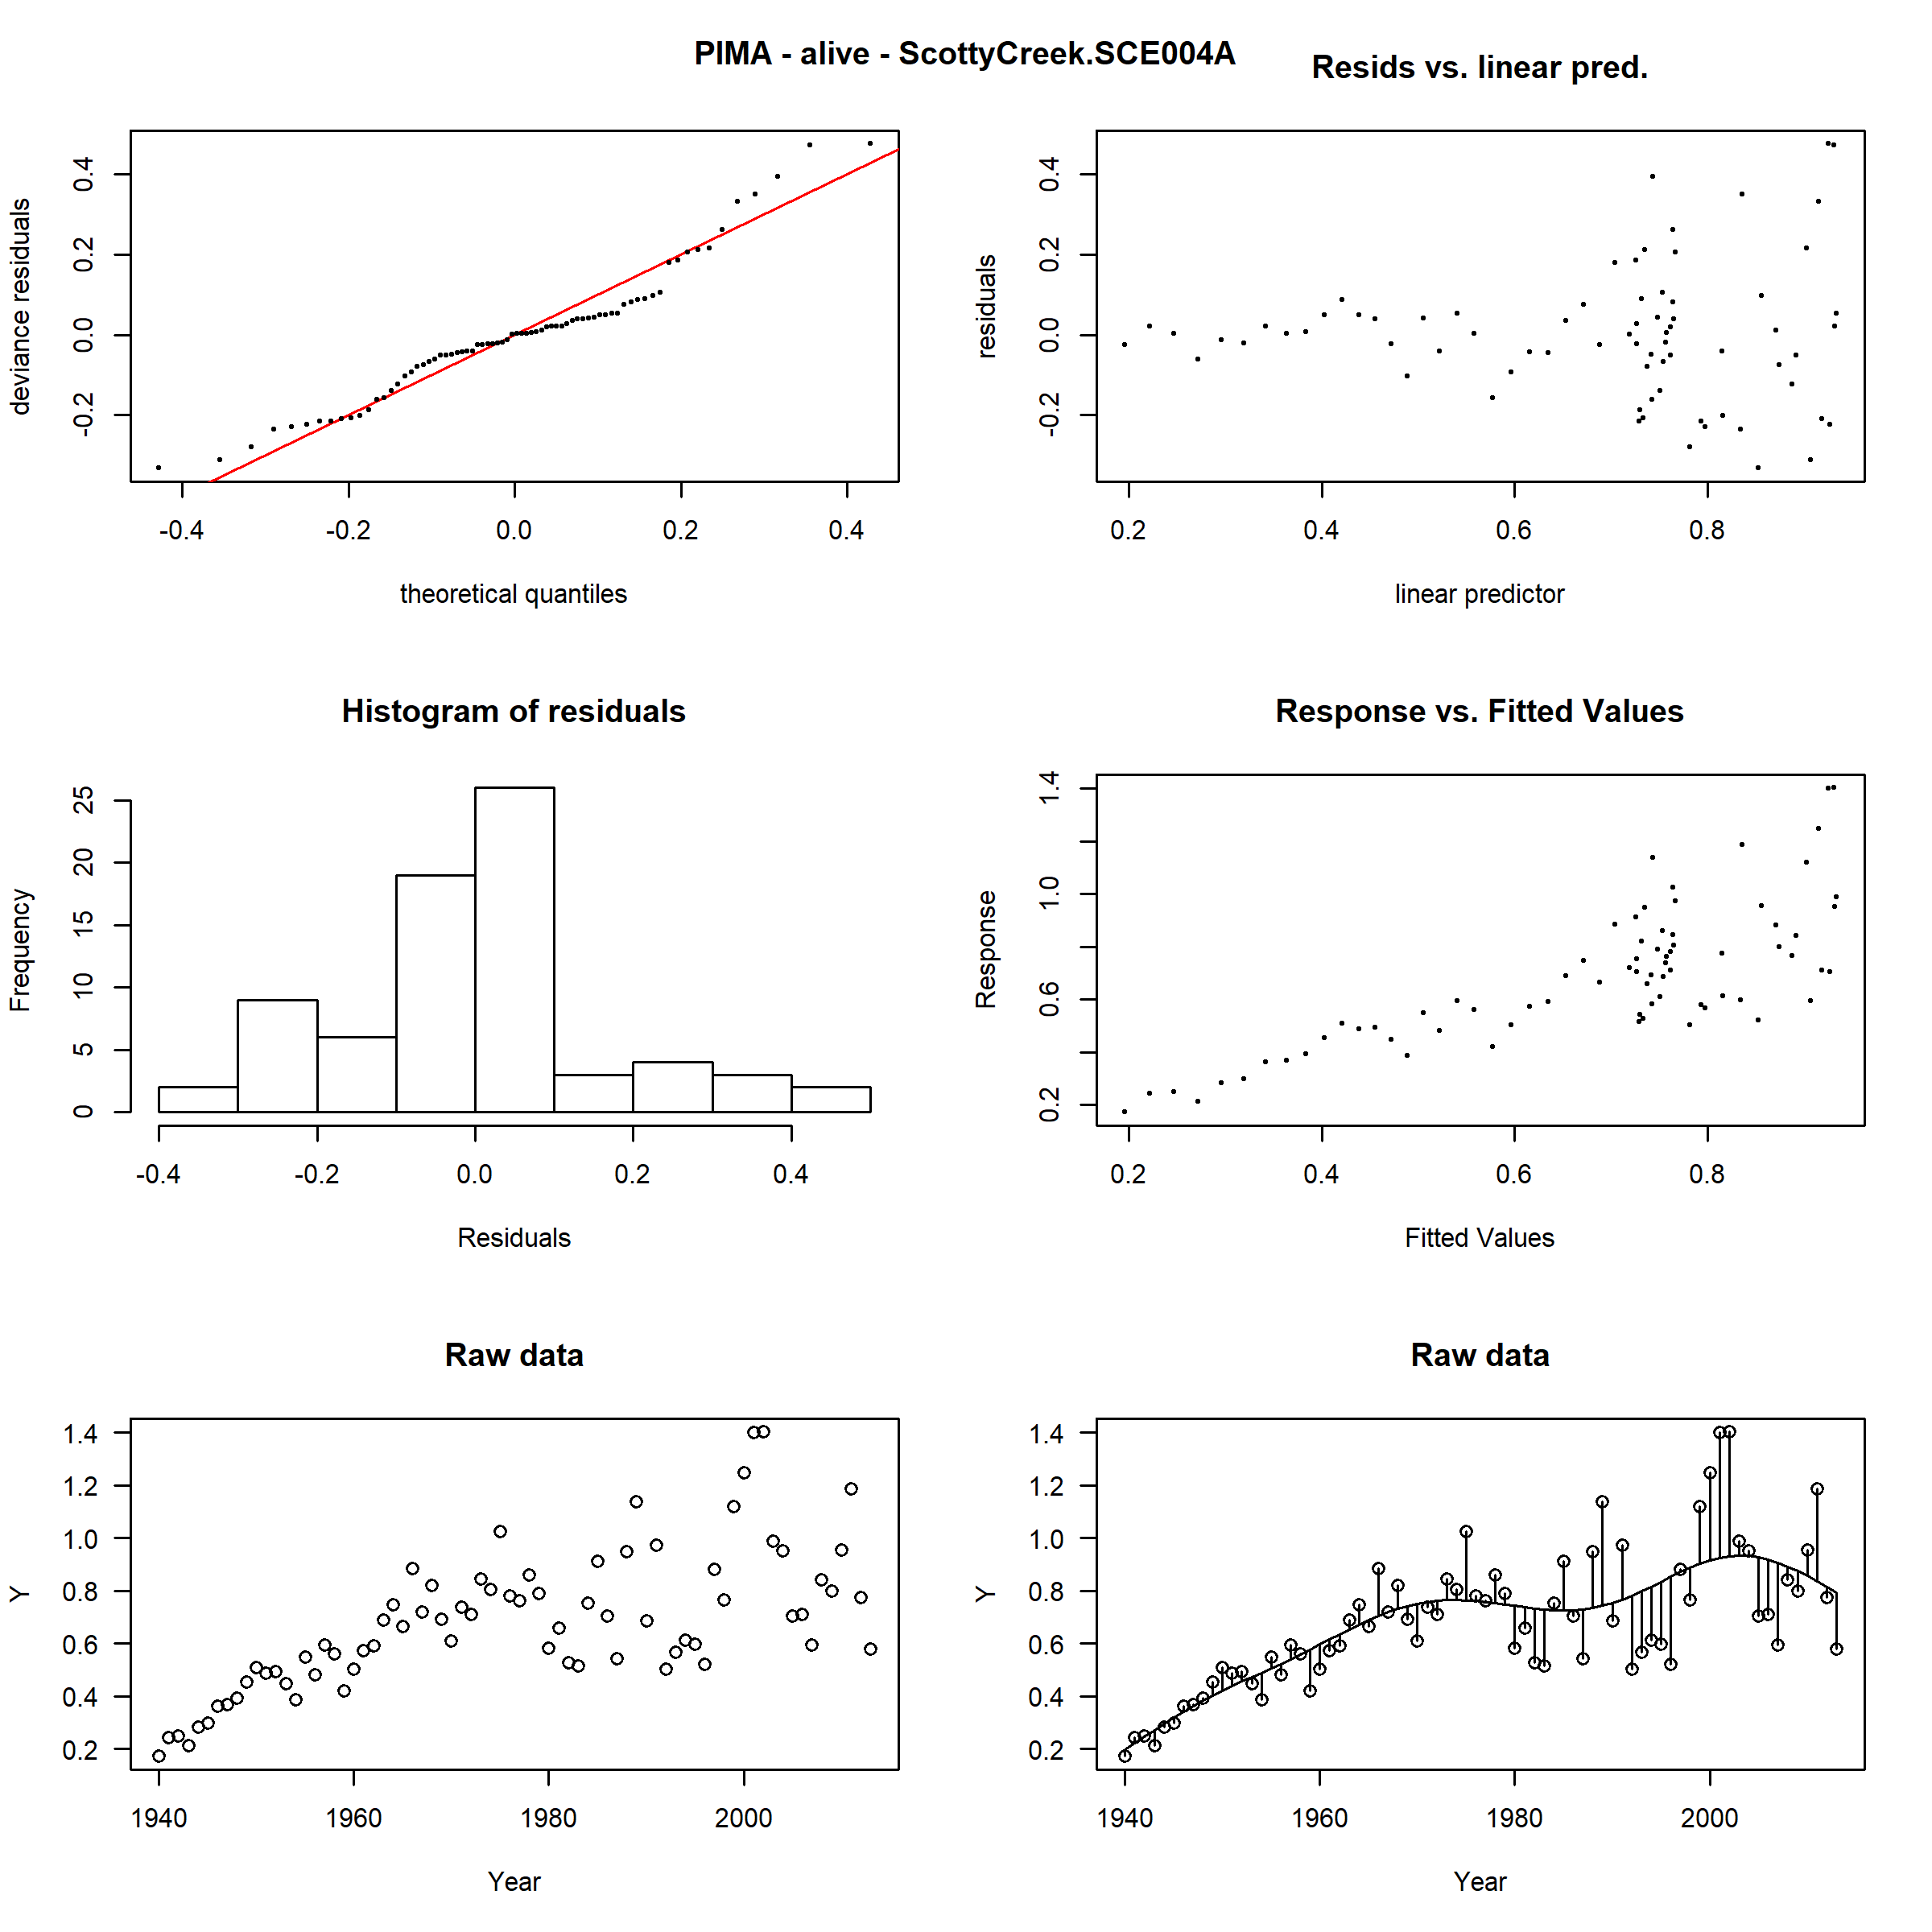 PIMA - alive - ScottyCreek.SCE004A
Resids vs. linear pred.
deviance residuals
-0.2 0.0 0.2 0.4
-0.4 -0.2 0.0 0.2 0.4
theoretical quantiles
residuals
-0.2 0.0 0.2 0.4
0.2 0.4 0.6 0.8
linear predictor
Histogram of residuals
Frequency
0 5 10 15 20 25
-0.4 -0.2 0.0 0.2 0.4
Residuals
Response vs. Fitted Values
Response
0.2 0.6 1.0 1.4
0.2 0.4 0.6 0.8
Fitted Values
Raw data
Y
1.4
1.2
1.0
0.8
0.6
0.4
0.2
1940 1960 1980 2000
Year
Raw data
Y
1.4
1.2
1.0
0.8
0.6
0.4
0.2
1940 1960 1980 2000
Year